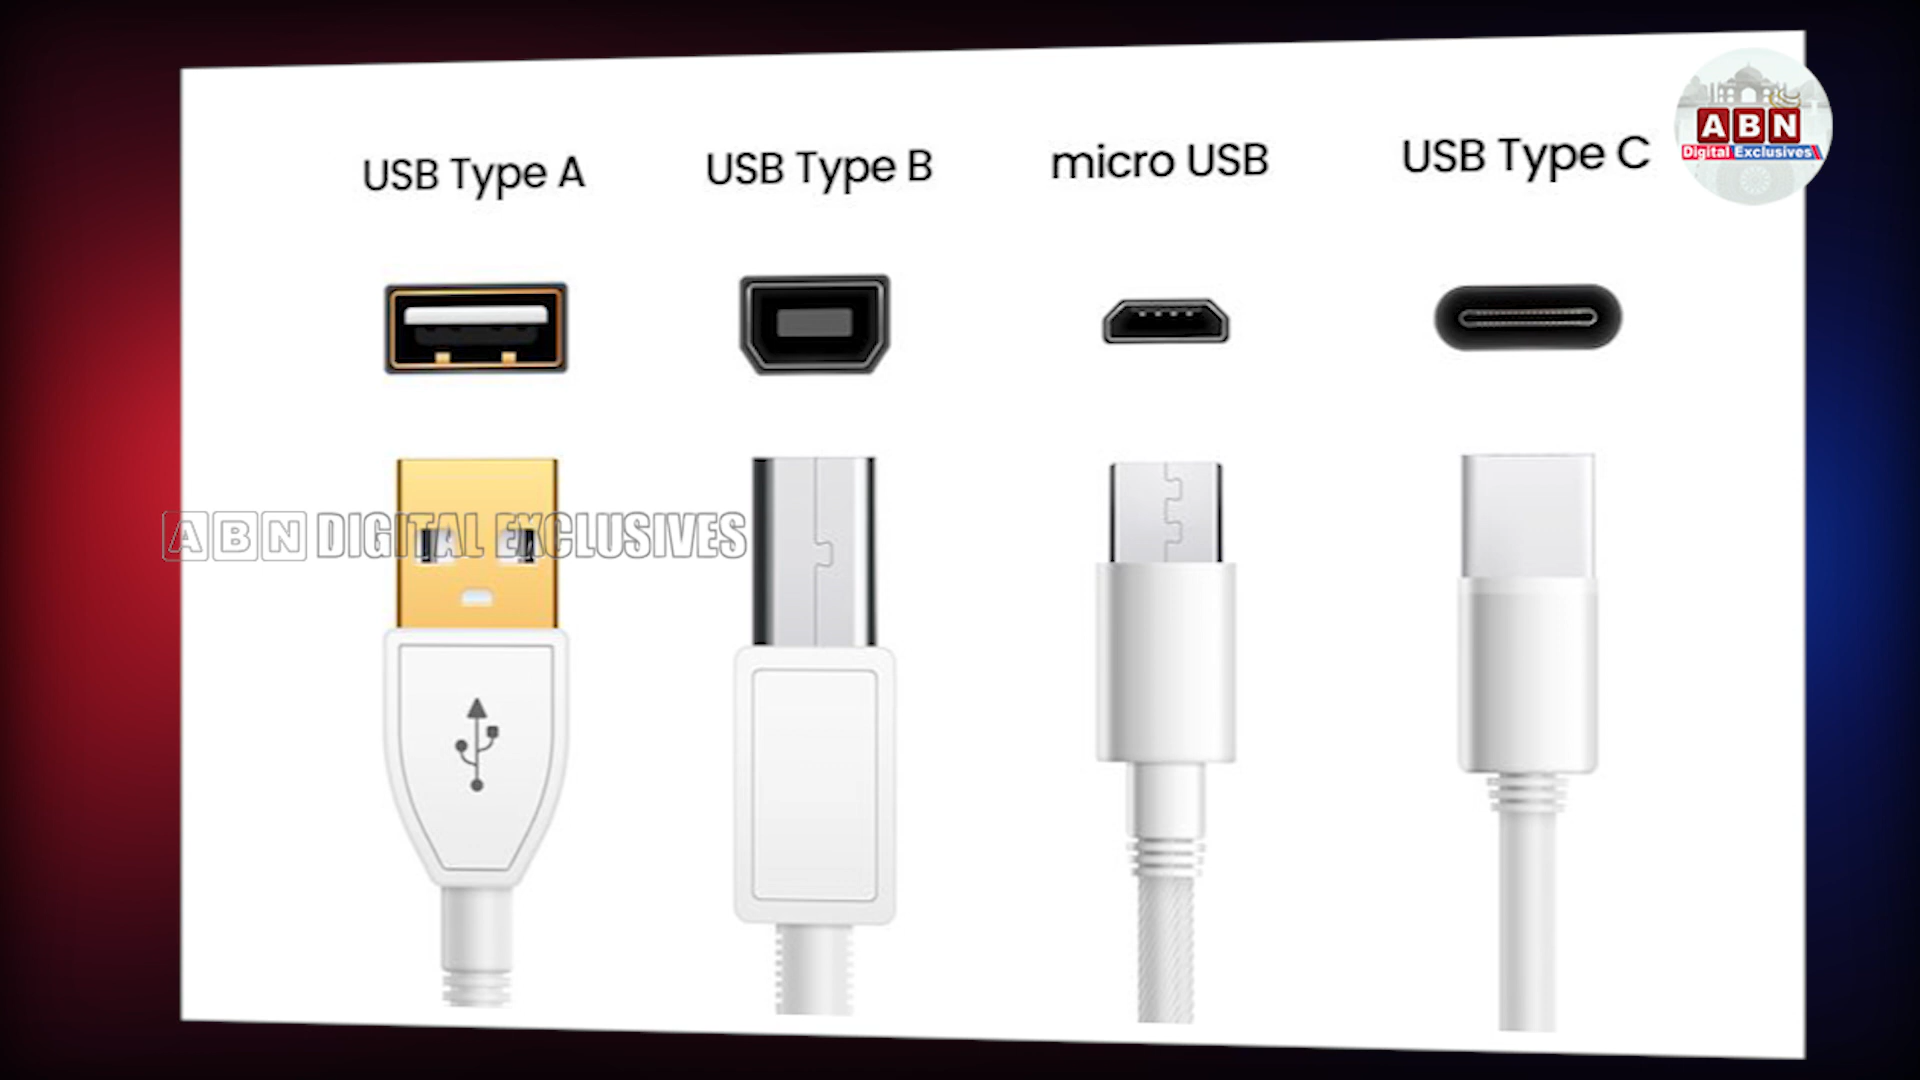 USB Type A
USB Type B
micro USB
USB Type C
ABN
Digital Exclusives
ABN DIGITAL EXCLUSIVES